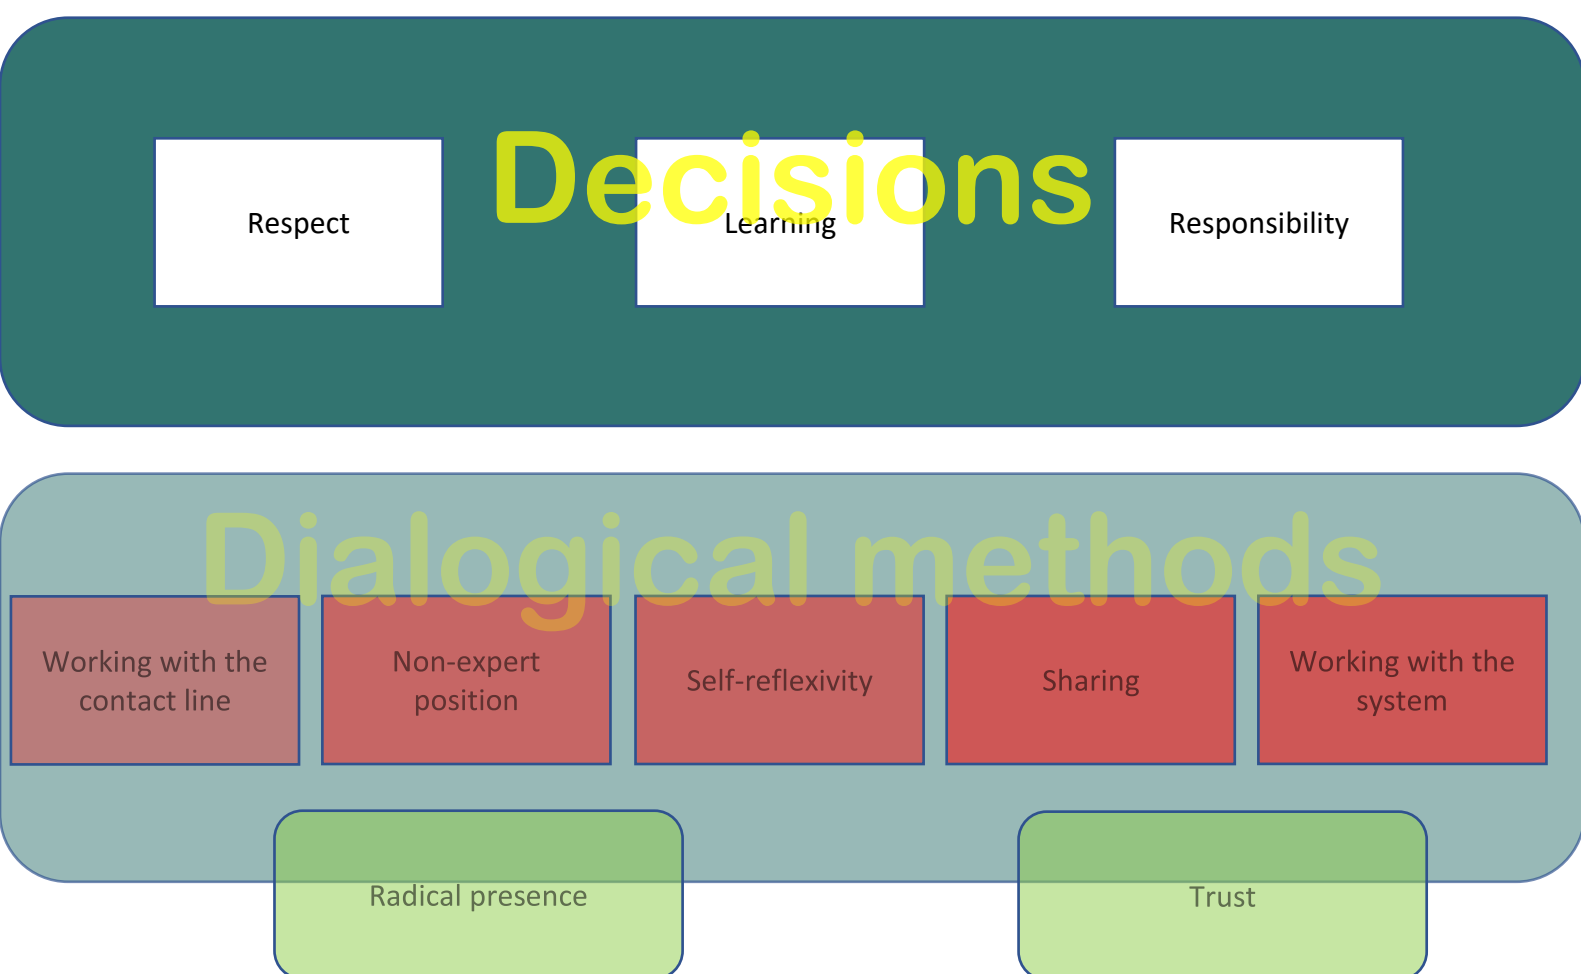 Decisions
Respect
Learning
Responsibility
Dialogical methods
Working with the
contact line
Non-expert
position
Self-reflexivity
Sharing
Working with the
system
Radical presence
Trust